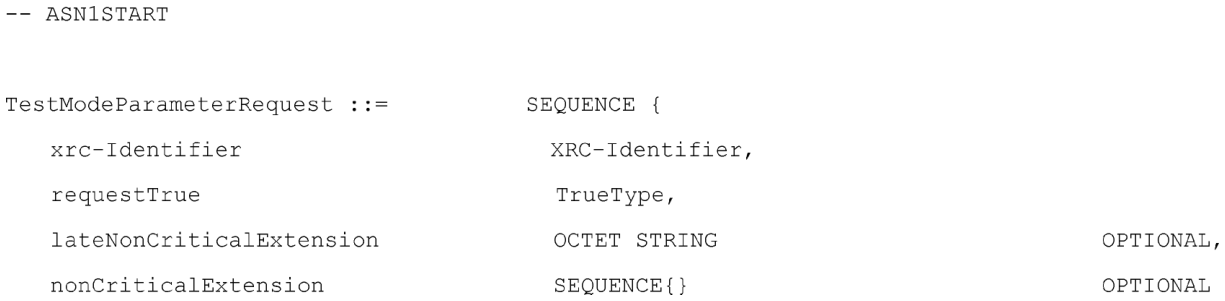 -- ASN1START
TestModeParameterRequest ::= SEQUENCE {
xrc-Identifier XRC-Identifier,
requestTrue TrueType,
lateNonCriticalExtension OCTET STRING OPTIONAL,
nonCriticalExtension SEQUENCE{} OPTIONAL